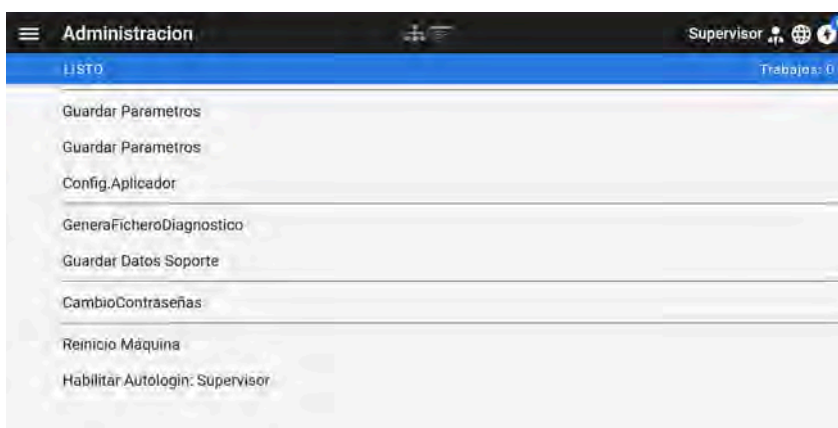 Administracion
Supervisor
LISTO
Trabajos: 0
Guardar Parametros
Guardar Parametros
Config.Aplicador
GeneraFicheroDiagnostico
Guardar Datos Soporte
CambioContraseñas
Reinicio Maquina
Habilitar Autologin: Supervisor